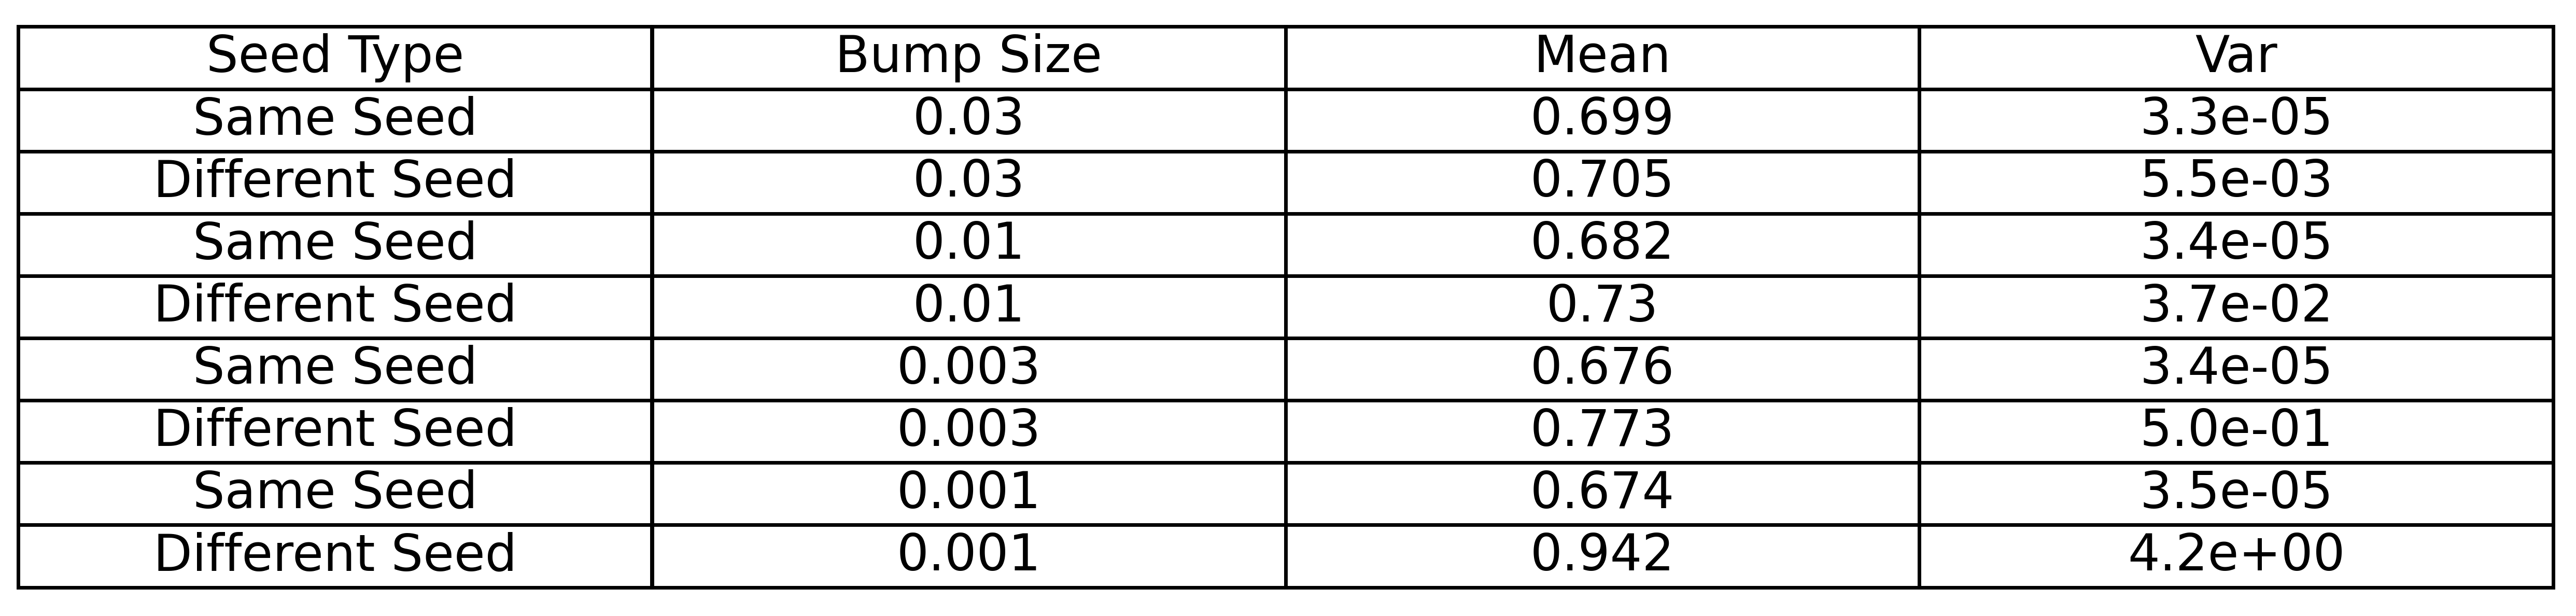 Seed Type Bump Size Mean Var
Same Seed 0.03 0.699 3.3e-05
Different Seed 0.03 0.705 5.5e-03
Same Seed 0.01 0.682 3.4e-05
Different Seed 0.01 0.73 3.7e-02
Same Seed 0.003 0.676 3.4e-05
Different Seed 0.003 0.773 5.0e-01
Same Seed 0.001 0.674 3.5e-05
Different Seed 0.001 0.942 4.2e+00